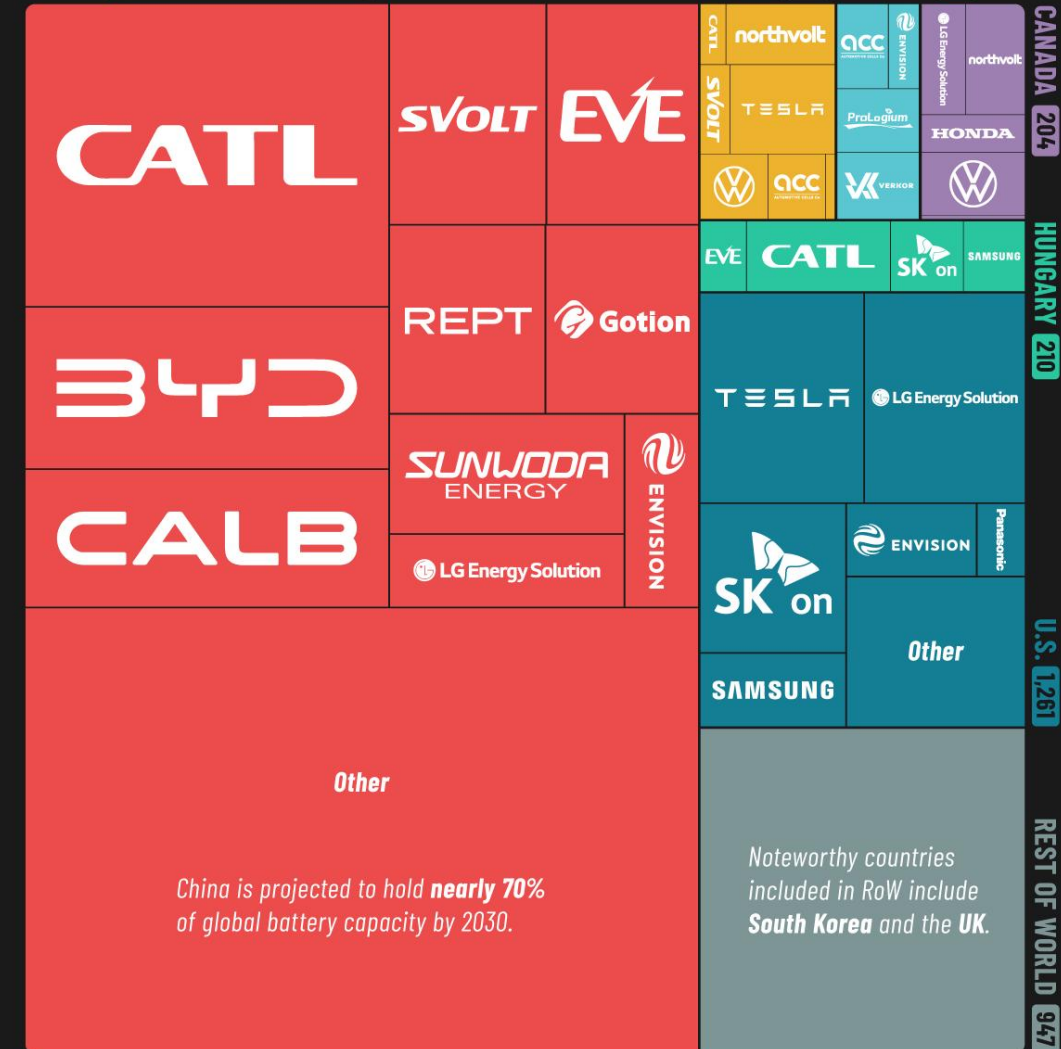 CATL
BYD
CALB
SVOLT
EVE
REPT
Gotion
SUNWODA
ENERGY
LG Energy Solution
ENVISION
Other
China is projected to hold nearly 70%
of global battery capacity by 2030.
CATL
northvolt
SVOLT
TESLA
acc
acc
ENVISION
ProLogium
VERKOR
LG Energy Solution
northvolt
HONDA
CANADA 204
EVE
CATL
SK on
SAMSUNG
HUNGARY 210
TESLA
LG Energy Solution
SK on
SAMSUNG
ENVISION
Panasonic
Other
U.S. 1,261
Noteworthy countries
included in RoW include
South Korea and the UK.
REST OF WORLD 947